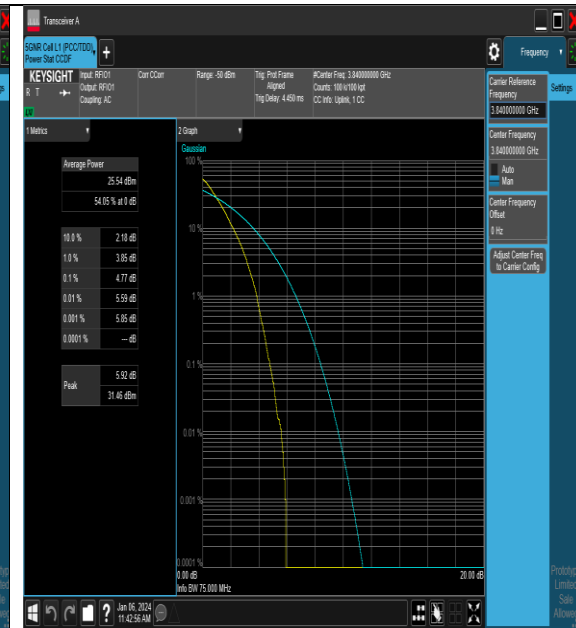 Transceiver A
5GNR Cell L1 (PCC/TDD),
Power Stat CCDF
Frequency
KEYSIGHT
R T
LXI
Input: RFIO1
Output: RFIO1
Coupling: AC
Corr CCorr
Range: -50 dBm
Trig: Prot Frame
Aligned
Trig Delay: 4.450 ms
#Center Freq: 3.840000000 GHz
Counts: 100 k/100 kpt
CC Info: Uplink, 1 CC
Carrier Reference
Frequency
3.840000000 GHz
Settings
1 Metrics
2 Graph
Center Frequency
3.840000000 GHz
Auto
Man
Center Frequency
Offset
0 Hz
Adjust Center Freq
to Carrier Config
Average Power
25.54 dBm
54.05 % at 0 dB
10.0 % 2.18 dB
1.0 % 3.85 dB
0.1 % 4.77 dB
0.01 % 5.59 dB
0.001 % 5.85 dB
0.0001 % --- dB
Peak
5.92 dB
31.46 dBm
Gaussian
100 %
10 %
1 %
0.1 %
0.01 %
0.001 %
0.0001 %
0.00 dB
20.00 dB
Info BW 75.000 MHz
Jan 06, 2024
11:42:56 AM